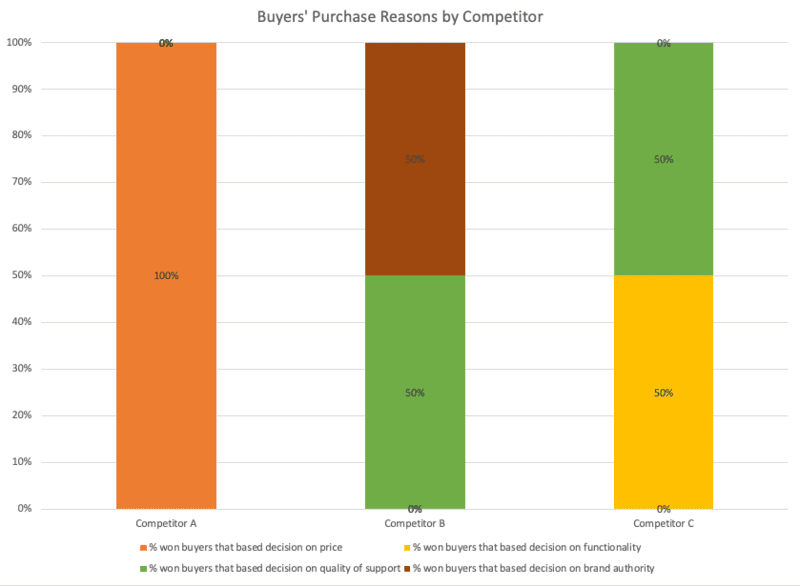 Buyers' Purchase Reasons by Competitor
100%
0%
0%
90%
80%
50%
50%
70%
60%
50%
100%
40%
50%
50%
30%
20%
10%
0%
0%
0%
Competitor A
Competitor B
Competitor C
% won buyers that based decision on price
% won buyers that based decision on functionality
% won buyers that based decision on quality of support
% won buyers that based decision on brand authority